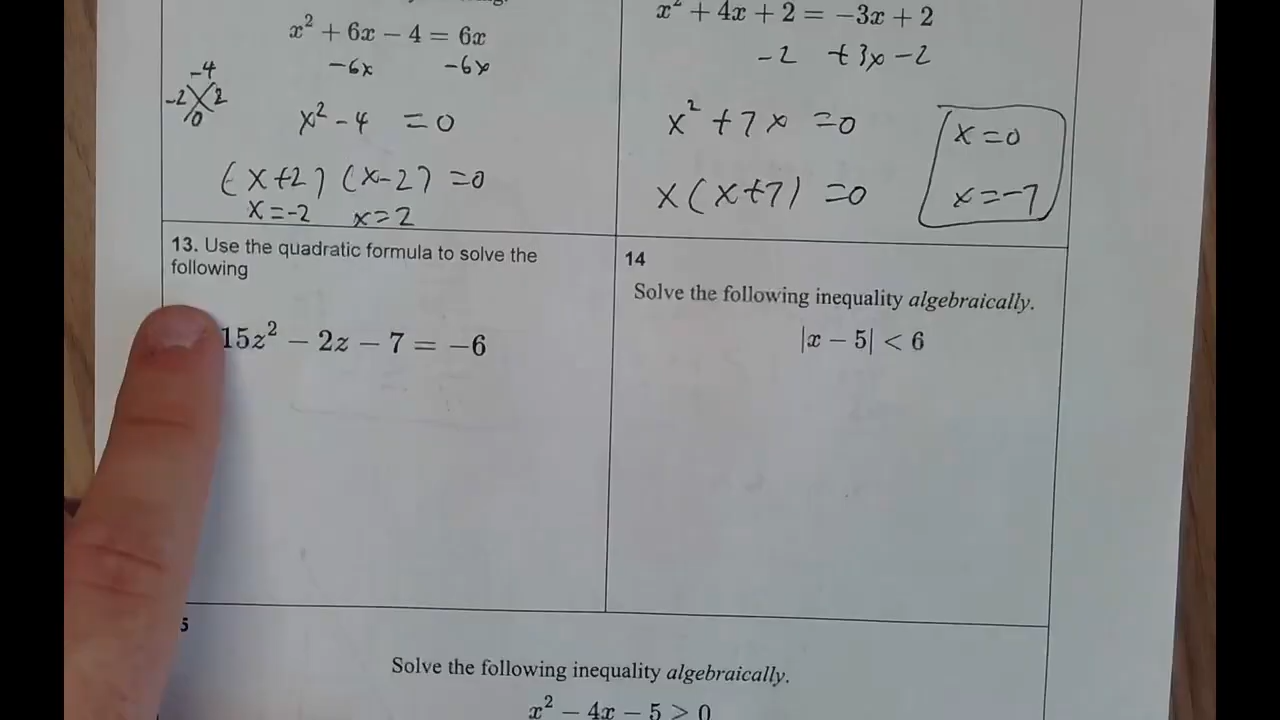 x² + 6x − 4 = 6x
-6x -6x
-4
-2 2
0
x² - 4 = 0
(x+2) (x-2) = 0
x=-2 x=2
x² + 4x + 2 = −3x + 2
-2 +3x -2
x² + 7x = 0
x(x+7) = 0
x=0
x=-7
13. Use the quadratic formula to solve the
following
15z² − 2z − 7 = −6
14
Solve the following inequality algebraically.
|x − 5| < 6
5
Solve the following inequality algebraically.
x² − 4x − 5 > 0